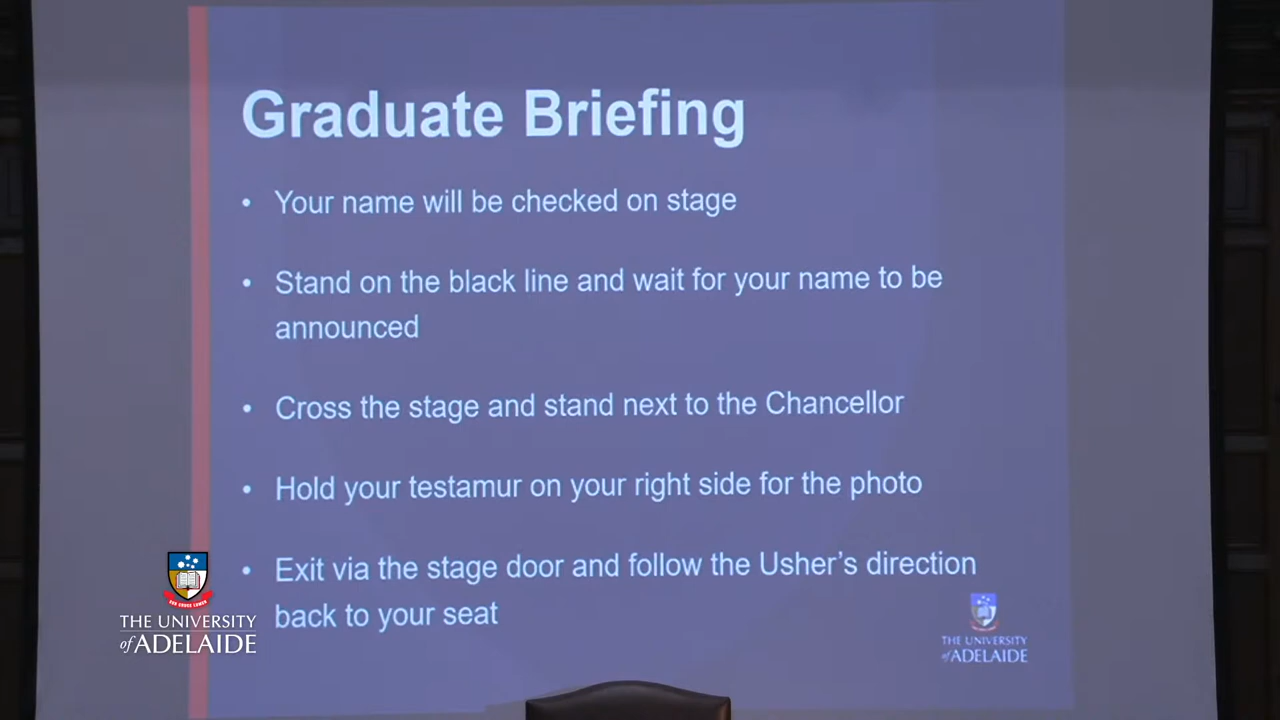 Graduate Briefing
• Your name will be checked on stage
• Stand on the black line and wait for your name to be
announced
• Cross the stage and stand next to the Chancellor
• Hold your testamur on your right side for the photo
• Exit via the stage door and follow the Usher's direction
back to your seat
THE UNIVERSITY
of ADELAIDE
THE UNIVERSITY
of ADELAIDE